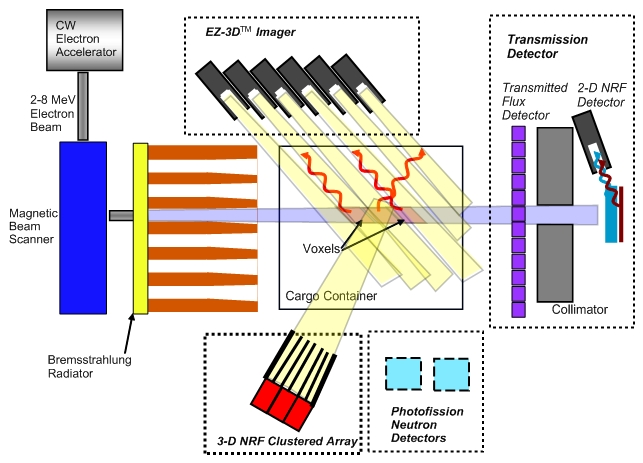 CW
Electron
Accelerator
2-8 MeV
Electron
Beam
Magnetic
Beam
Scanner
Bremsstrahlung
Radiator
EZ-3D™ Imager
Voxels
Cargo Container
3-D NRF Clustered Array
Photofission
Neutron
Detectors
Transmission
Detector
Transmitted
Flux
Detector
2-D NRF
Detector
Collimator